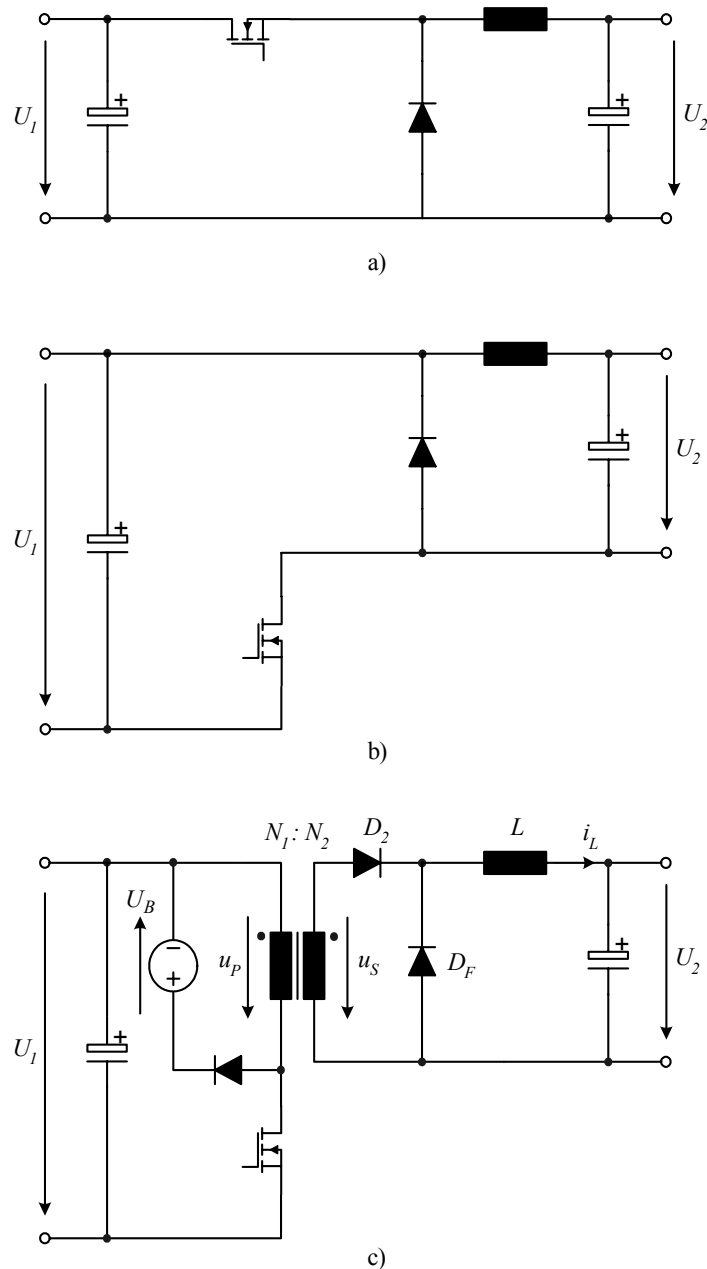 +
+
U1
U2
a)
+
U2
+
U1
b)
N1 : N2
D2
L
iL
UB
−
+
uP
uS
DF
+
U2
+
U1
c)